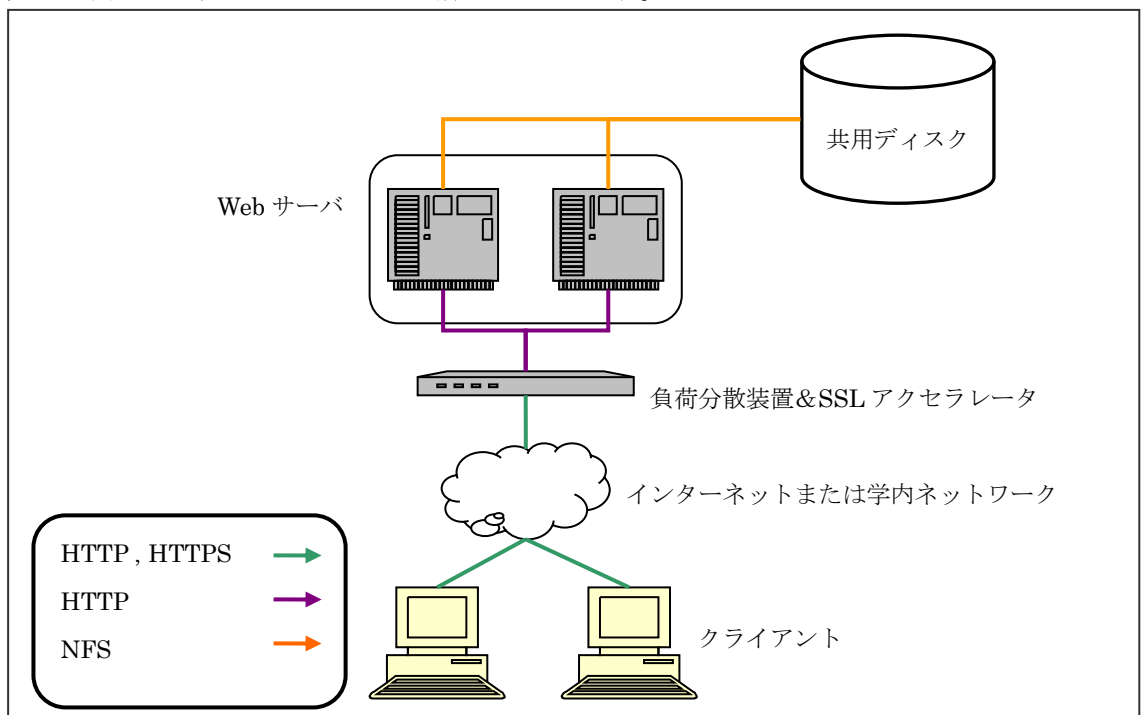 共用ディスク
Web サーバ
負荷分散装置&SSL アクセラレータ
インターネットまたは学内ネットワーク
HTTP , HTTPS
HTTP
NFS
クライアント